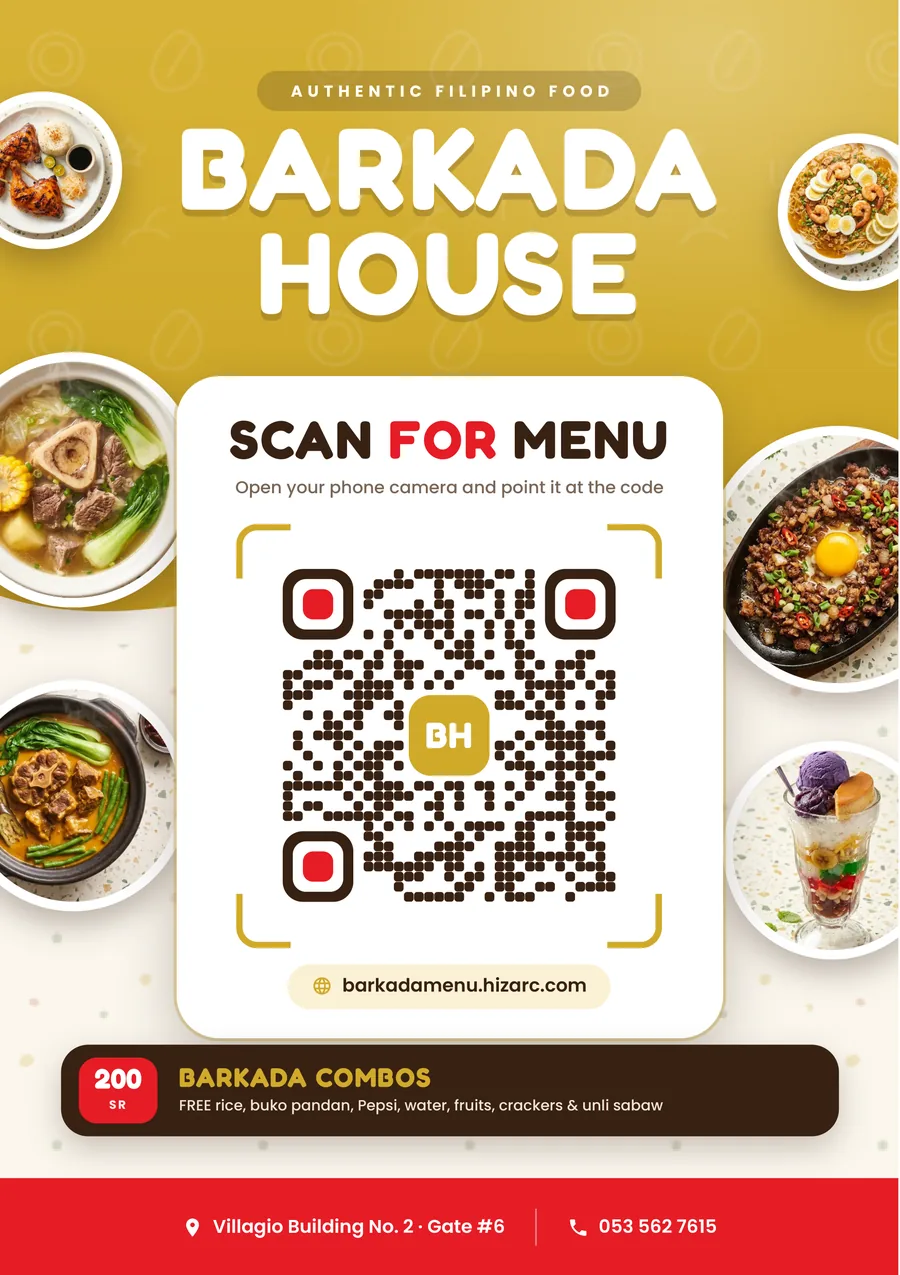 AUTHENTIC FILIPINO FOOD
BARKADA
HOUSE
SCAN FOR MENU
Open your phone camera and point it at the code
BH
barkadamenu.hizarc.com
200
SR
BARKADA COMBOS
FREE rice, buko pandan, Pepsi, water, fruits, crackers & unli sabaw
Villagio Building No. 2 · Gate #6
053 562 7615